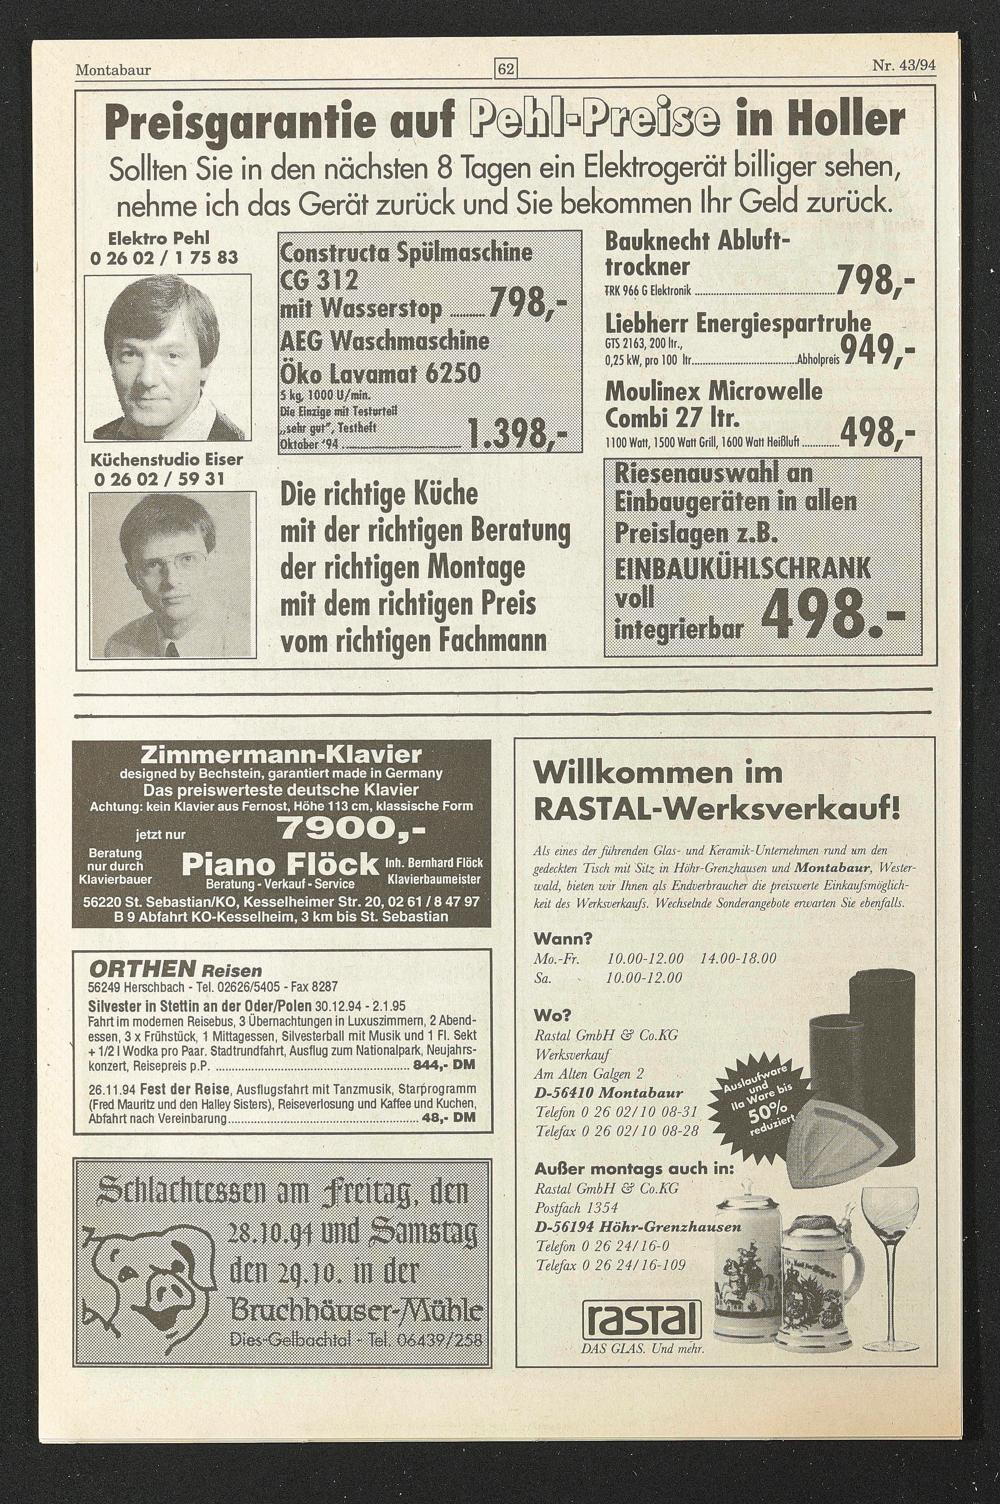 Montabaur
62
Nr. 43/94
Preisgarantie auf Pehl-Preise in Holler
Sollten Sie in den nächsten 8 Tagen ein Elektrogerät billiger sehen,
nehme ich das Gerät zurück und Sie bekommen Ihr Geld zurück.
Elektro Pehl
0 26 02 / 1 75 83
Küchenstudio Eiser
0 26 02 / 59 31
Constructa Spülmaschine
CG 312
mit Wasserstop ......... 798,-
AEG Waschmaschine
Öko Lavamat 6250
5 kg, 1000 U/min.
Die Einzige mit Testurteil
„sehr gut", Testheft
Oktober '94 ........................ 1.398,-
Die richtige Küche
mit der richtigen Beratung
der richtigen Montage
mit dem richtigen Preis
vom richtigen Fachmann
Bauknecht Abluft-
trockner
TRK 966 G Elektronik ........................ 798,-
Liebherr Energiespartruhe
GTS 2163, 200 ltr.,
0,25 kW, pro 100 ltr........................Abholpreis 949,-
Moulinex Microwelle
Combi 27 ltr.
1100 Watt, 1500 Watt Grill, 1600 Watt Heißluft ............ 498,-
Riesenauswahl an
Einbaugeräten in allen
Preislagen z.B.
EINBAUKÜHLSCHRANK
voll
integrierbar 498.-
Zimmermann-Klavier
designed by Bechstein, garantiert made in Germany
Das preiswerteste deutsche Klavier
Achtung: kein Klavier aus Fernost, Höhe 113 cm, klassische Form
jetzt nur 7900,-
Beratung
nur durch
Klavierbauer
Piano Flöck
Beratung - Verkauf - Service
Inh. Bernhard Flöck
Klavierbaumeister
56220 St. Sebastian/KO, Kesselheimer Str. 20, 02 61 / 8 47 97
B 9 Abfahrt KO-Kesselheim, 3 km bis St. Sebastian
ORTHEN Reisen
56249 Herschbach - Tel. 02626/5405 - Fax 8287
Silvester in Stettin an der Oder/Polen 30.12.94 - 2.1.95
Fahrt im modernen Reisebus, 3 Übernachtungen in Luxuszimmern, 2 Abend-
essen, 3 x Frühstück, 1 Mittagessen, Silvesterball mit Musik und 1 Fl. Sekt
+ 1/2 l Wodka pro Paar. Stadtrundfahrt, Ausflug zum Nationalpark, Neujahrs-
konzert, Reisepreis p.P. ........................ 844,- DM
26.11.94 Fest der Reise, Ausflugsfahrt mit Tanzmusik, Starprogramm
(Fred Mauritz und den Halley Sisters), Reiseverlosung und Kaffee und Kuchen,
Abfahrt nach Vereinbarung........................ 48,- DM
Schlachtessen am Freitag, den
28.10.94 und Samstag
den 29.10. in der
Bruchhäuser-Mühle
Dies-Gelbachtal - Tel. 06439/258
Willkommen im
RASTAL-Werksverkauf!
Als eines der führenden Glas- und Keramik-Unternehmen rund um den
gedeckten Tisch mit Sitz in Höhr-Grenzhausen und Montabaur, Wester-
wald, bieten wir Ihnen als Endverbraucher die preiswerte Einkaufsmöglich-
keit des Werksverkaufs. Wechselnde Sonderangebote erwarten Sie ebenfalls.
Wann?
Mo.-Fr. 10.00-12.00 14.00-18.00
Sa. 10.00-12.00
Wo?
Rastal GmbH & Co.KG
Werksverkauf
Am Alten Galgen 2
D-56410 Montabaur
Telefon 0 26 02/10 08-31
Telefax 0 26 02/10 08-28
Auslaufware
und
IIa Ware bis
50%
reduziert
Außer montags auch in:
Rastal GmbH & Co.KG
Postfach 1354
D-56194 Höhr-Grenzhausen
Telefon 0 26 24/16-0
Telefax 0 26 24/16-109
rastal
DAS GLAS. Und mehr.